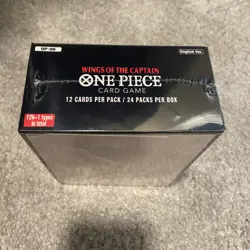 OP-06
English Ver.
WINGS OF THE CAPTAIN
ONE PIECE
CARD GAME
12 CARDS PER PACK / 24 PACKS PER BOX
126+1 types
in total